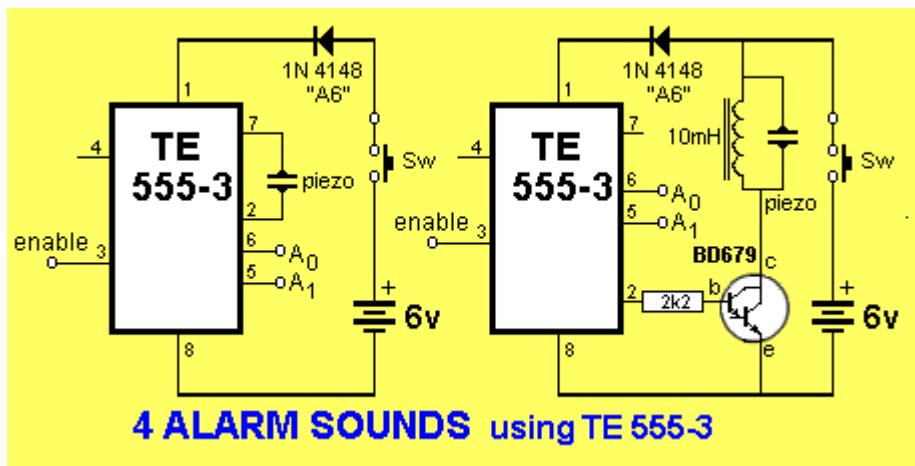 1N 4148
"A6"
1
TE
555-3
4
7
piezo
2
enable 3
6 A0
5 A1
8
Sw
+
6v
1N 4148
"A6"
1
TE
555-3
4
7
10mH
6 A0
5 A1
enable 3
piezo
BD679
c
b
2 2k2
e
8
Sw
+
6v
4 ALARM SOUNDS using TE 555-3